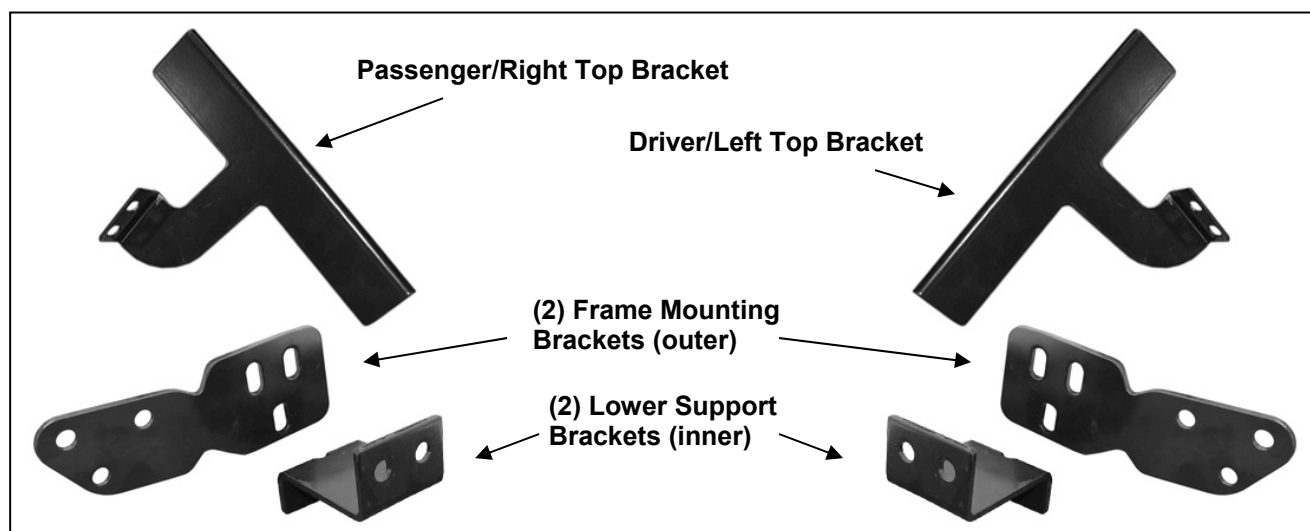 Passenger/Right Top Bracket
Driver/Left Top Bracket
(2) Frame Mounting
Brackets (outer)
(2) Lower Support
Brackets (inner)